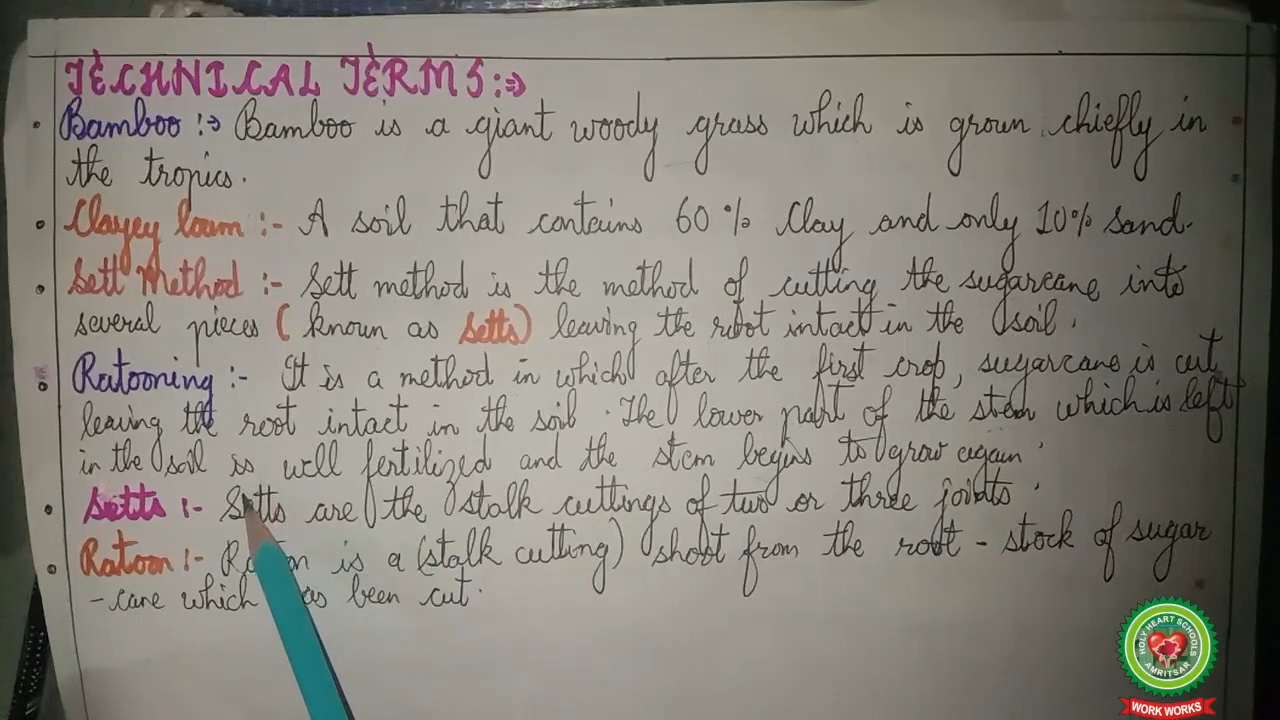 TECHNICAL TERMS:⇒
• Bamboo :⇒ Bamboo is a giant woody grass which is grown chiefly in
the tropics.
• Clayey loam :- A soil that contains 60% Clay and only 10% sand.
• Sett Method :- Sett method is the method of cutting the sugarcane into
several pieces ( known as Setts) leaving the root intact in the soil.
• Ratooning :- It is a method in which after the first crop, sugarcane is cut
leaving the root intact in the soil. The lower part of the stem which is left
in the soil is well fertilized and the stem begins to grow again.
• Setts :- Setts are the stalk cuttings of two or three joints.
• Ratoon :- is a (stalk cutting) shoot from the root - stock of sugar
- cane which has been cut.
HOLY HEART SCHOOLS
AMRITSAR
WORK WORKS